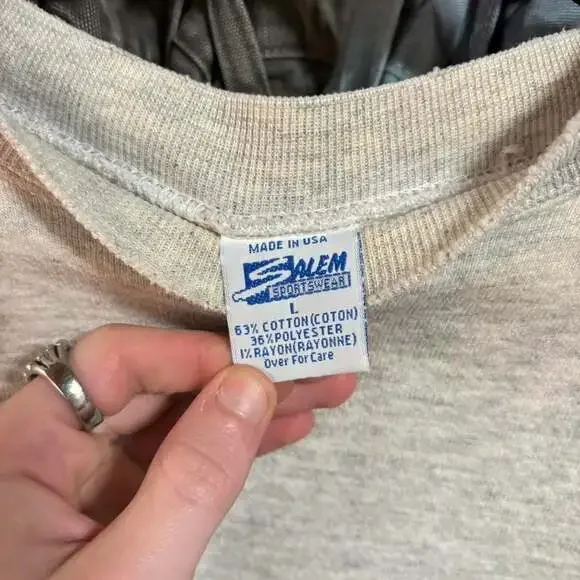 MADE IN USA
SALEM
SPORTSWEAR
L
63% COTTON(COTON)
36% POLYESTER
1% RAYON(RAYONNE)
Over For Care